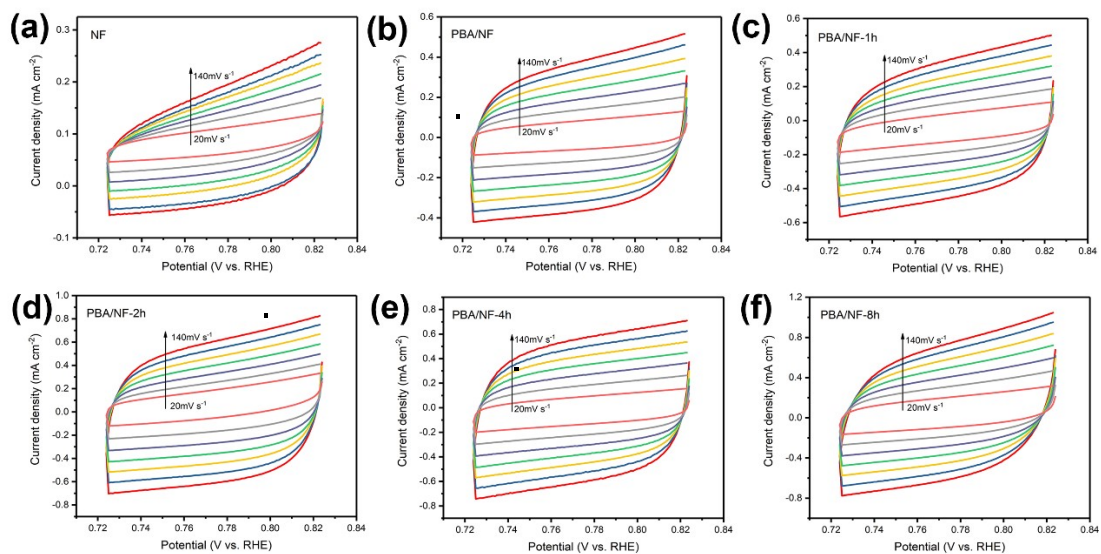 (a)
NF
140mV s-1
20mV s-1
0.3
0.2
0.1
0.0
-0.1
0.72 0.74 0.76 0.78 0.80 0.82 0.84
Current density (mA cm-2)
Potential (V vs. RHE)
(b)
PBA/NF
140mV s-1
20mV s-1
0.6
0.4
0.2
0.0
-0.2
-0.4
0.72 0.74 0.76 0.78 0.80 0.82 0.84
Current density (mA cm-2)
Potential (V vs. RHE)
(c)
PBA/NF-1h
140mV s-1
20mV s-1
0.6
0.4
0.2
0.0
-0.2
-0.4
-0.6
0.72 0.74 0.76 0.78 0.80 0.82 0.84
Current density (mA cm-2)
Potential (V vs. RHE)
(d)
PBA/NF-2h
140mV s-1
20mV s-1
1.0
0.8
0.6
0.4
0.2
0.0
-0.2
-0.4
-0.6
-0.8
0.72 0.74 0.76 0.78 0.80 0.82 0.84
Current density (mA cm-2)
Potential (V vs. RHE)
(e)
PBA/NF-4h
140mV s-1
20mV s-1
0.8
0.6
0.4
0.2
0.0
-0.2
-0.4
-0.6
-0.8
0.72 0.74 0.76 0.78 0.80 0.82 0.84
Current density (mA cm-2)
Potential (V vs. RHE)
(f)
PBA/NF-8h
140mV s-1
20mV s-1
1.2
0.8
0.4
0.0
-0.4
-0.8
0.72 0.74 0.76 0.78 0.80 0.82 0.84
Current density (mA cm-2)
Potential (V vs. RHE)